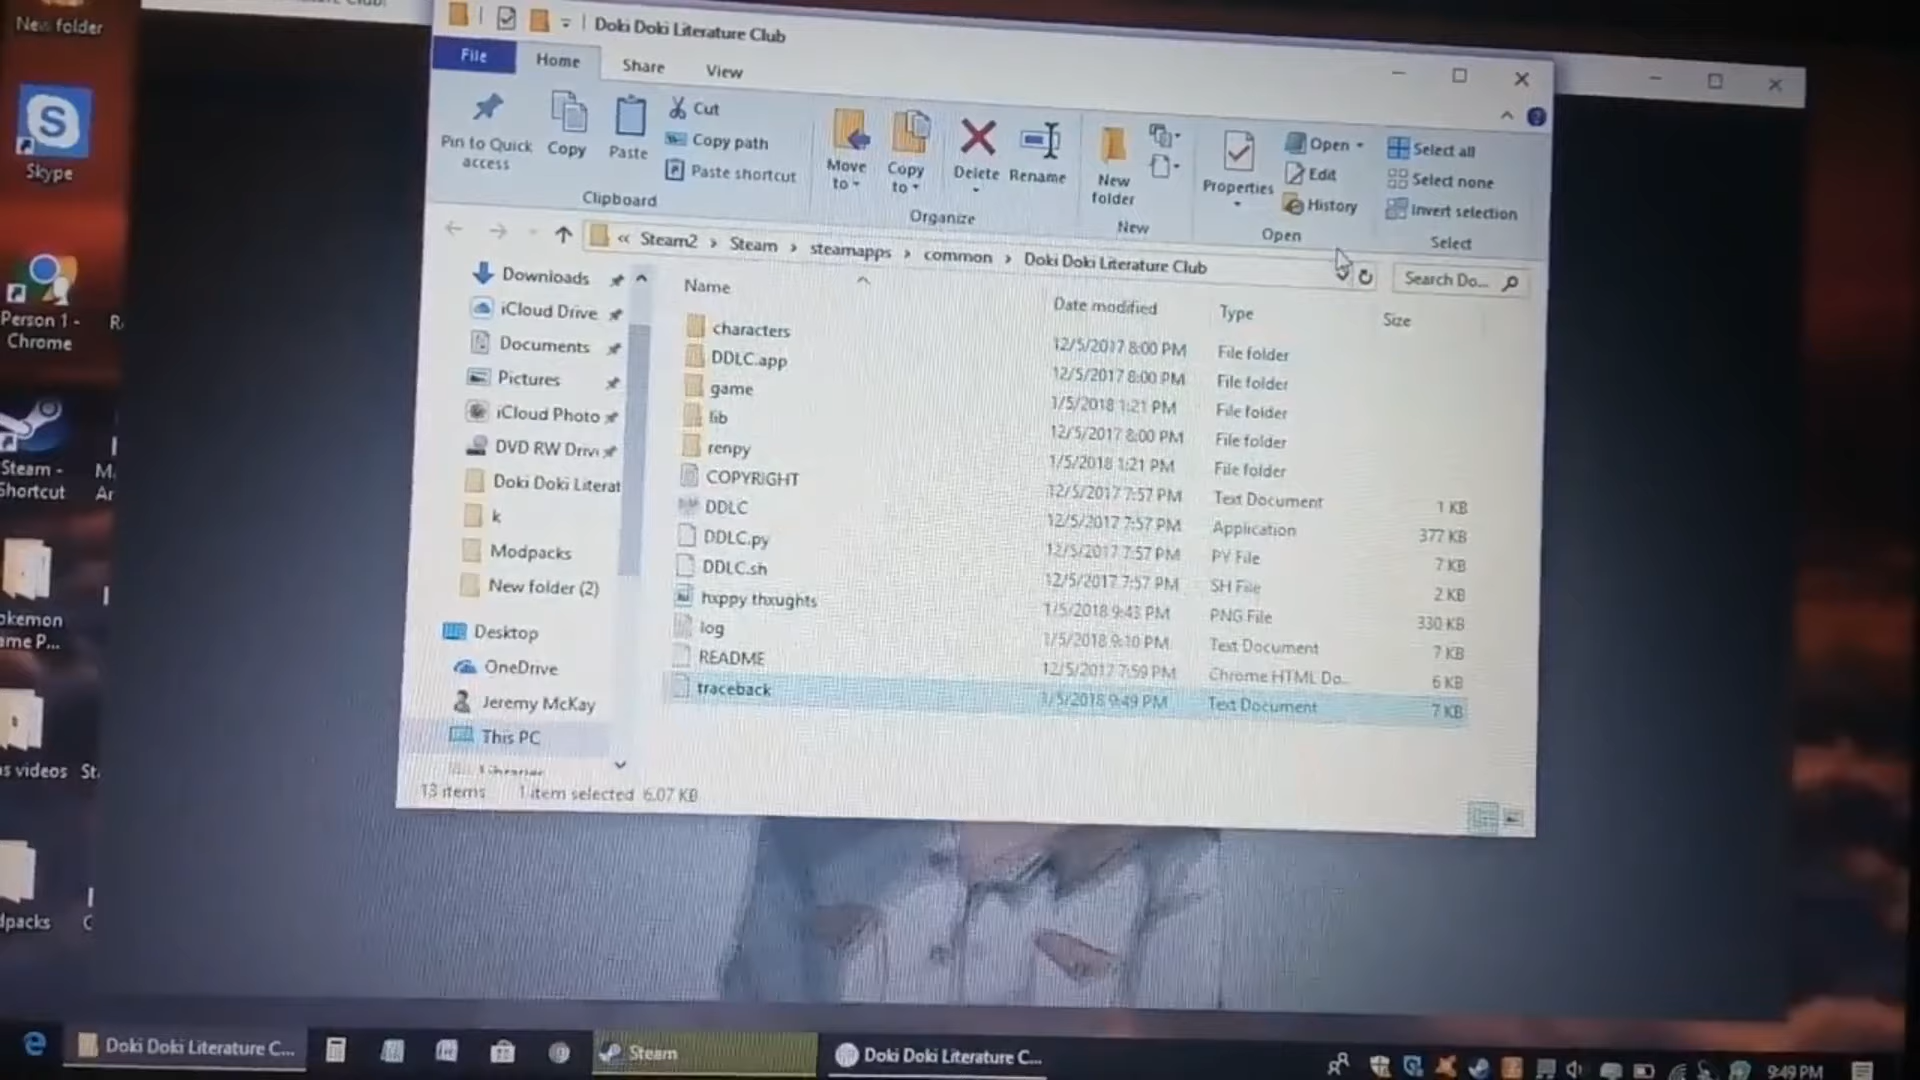 New folder
Doki Doki Literature Club
File Home Share View
Pin to Quick access
Copy
Paste
Cut
Copy path
Paste shortcut
Clipboard
Move to
Copy to
Delete
Rename
Organize
New folder
New
Properties
Open
Edit
History
Open
Select all
Select none
Invert selection
Select
« Steam2 › Steam › steamapps › common › Doki Doki Literature Club
Search Do...
Name Date modified Type Size
characters 12/5/2017 8:00 PM File folder
DDLC.app 12/5/2017 8:00 PM File folder
game 1/5/2018 1:21 PM File folder
lib 12/5/2017 8:00 PM File folder
renpy 1/5/2018 1:21 PM File folder
COPYRIGHT 12/5/2017 7:57 PM Text Document 1 KB
DDLC 12/5/2017 7:57 PM Application 377 KB
DDLC.py 12/5/2017 7:57 PM PY File 7 KB
DDLC.sh 12/5/2017 7:57 PM SH File 2 KB
hxppy thxughts 1/5/2018 9:43 PM PNG File 330 KB
log 1/5/2018 9:10 PM Text Document 7 KB
README 12/5/2017 7:59 PM Chrome HTML Do... 6 KB
traceback 1/5/2018 9:49 PM Text Document 7 KB
Downloads
iCloud Drive
Documents
Pictures
iCloud Photo
DVD RW Driv
Doki Doki Literat
k
Modpacks
New folder (2)
Desktop
OneDrive
Jeremy McKay
This PC
13 items 1 item selected 6.07 KB
Skype
Person 1 -
Chrome
Steam -
Shortcut
okemon
ame P...
as videos
dpacks
Doki Doki Literature C...
Steam
Doki Doki Literature C...
9:49 PM